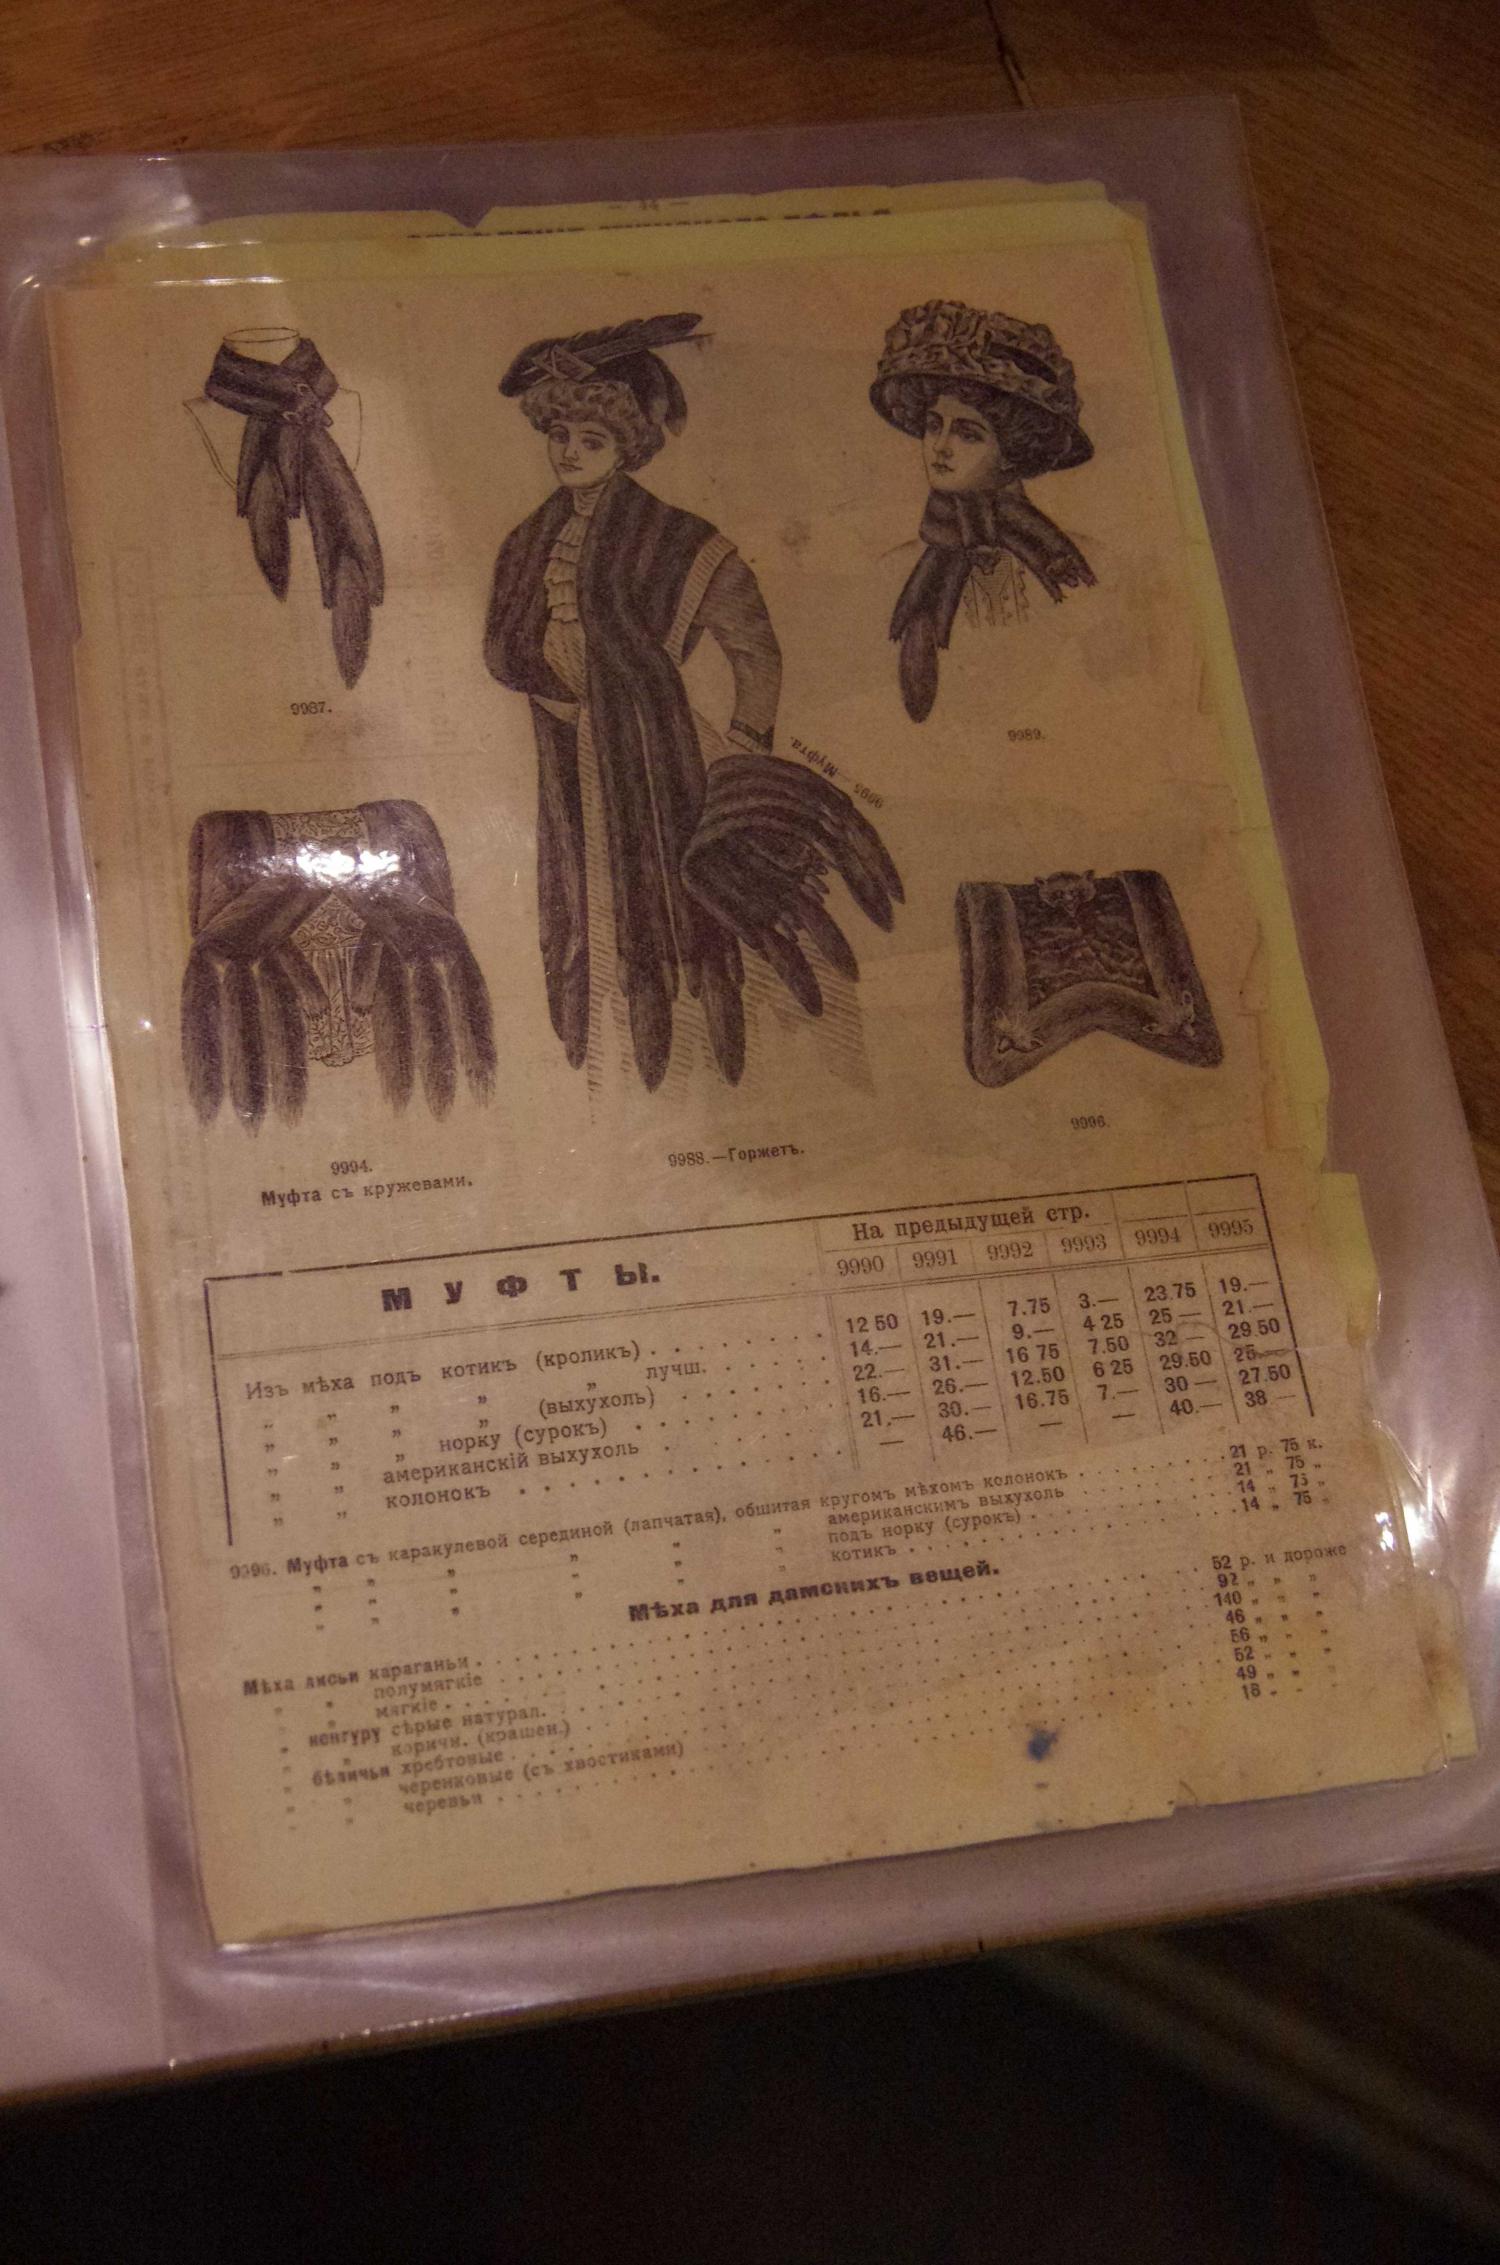 — 44 —
9987.
9989.
9995 — Муфта.
9994.
Муфта съ кружевами.
9988.—Горжетъ.
9996.
МУФТЫ.
На предыдущей стр.
9990 9991 9992 9993 9994 9995
Изъ мѣха подъ котикъ (кроликъ) . . . . . . . 12 50 19.— 7.75 3.— 23.75 19.—
„ „ „ „ „ лучш. . . . . . 14.— 21.— 9.— 4 25 25 — 21.—
„ „ „ „ (выхухоль) . . . . . . 22.— 31.— 16 75 7.50 32 — 29.50
„ „ „ норку (сурокъ) . . . . . . . 16.— 26.— 12.50 6 25 29.50 25.—
„ „ американскій выхухоль . . . . . . . 21.— 30.— 16.75 7.— 30 — 27.50
„ „ колонокъ . . . . . . . . . . . — 46.— — — 40.— 38 —
9996. Муфта съ каракулевой серединой (лапчатая), обшитая кругомъ мѣхомъ колонокъ . . . . . . . 21 р. 75 к.
„ „ „ „ „ „ американскимъ выхухоль . . . . . . 21 „ 75 „
„ „ „ „ „ „ подъ норку (сурокъ) . . . . . . . 14 „ 75 „
„ „ „ „ „ „ котикъ . . . . . . . . . . 14 „ 75 „
Мѣха для дамскихъ вещей.
Мѣха лисьи караганьи . . . . . . . . . . 52 р. и дороже
„ „ полумягкіе . . . . . . . . . . 92 „ „ „
„ „ мягкіе . . . . . . . . . . 140 „ „ „
„ кенгуру сѣрые натурал. . . . . . . . . . . 46 „ „ „
„ „ коричн. (крашен.) . . . . . . . . . . 56 „ „ „
„ бѣличьи хребтовые . . . . . . . . . . 52 „ „ „
„ „ черенковые (съ хвостиками) . . . . . . . . . . 49 „ „ „
„ „ черевьи . . . . . . . . . . 18 „ „ „